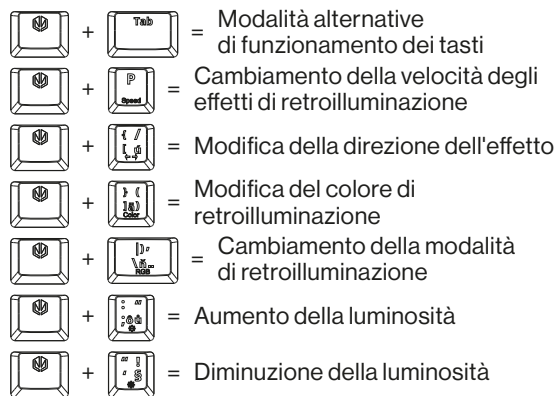 + Tab = Modalità alternative
di funzionamento dei tasti
+ P Speed = Cambiamento della velocità degli
effetti di retroilluminazione
+ { / [ ú = Modifica della direzione dell'effetto
+ } ( ] Color = Modifica del colore di
retroilluminazione
+ RGB = Cambiamento della modalità
di retroilluminazione
+ = Aumento della luminosità
+ = Diminuzione della luminosità